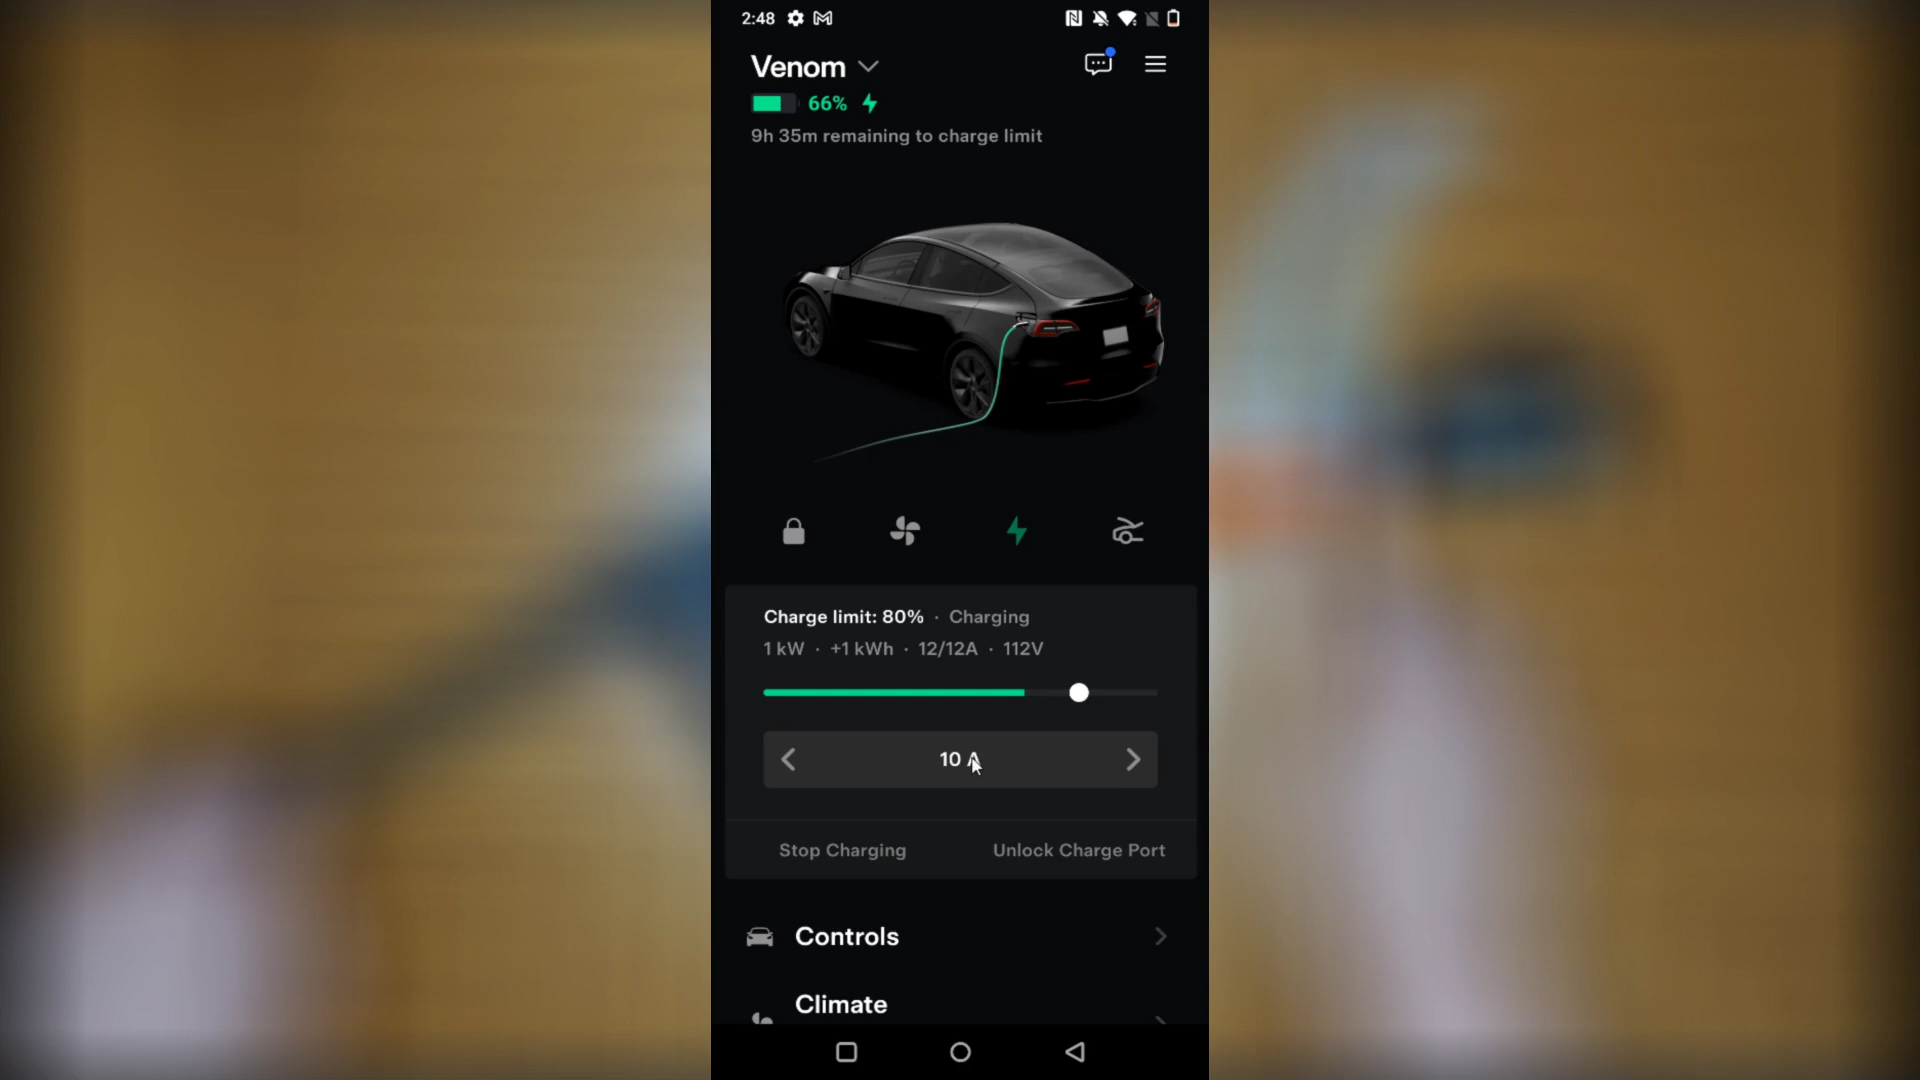 2:48
Venom
66%
9h 35m remaining to charge limit
Charge limit: 80% · Charging
1 kW · +1 kWh · 12/12A · 112V
10 A
Stop Charging
Unlock Charge Port
Controls
Climate